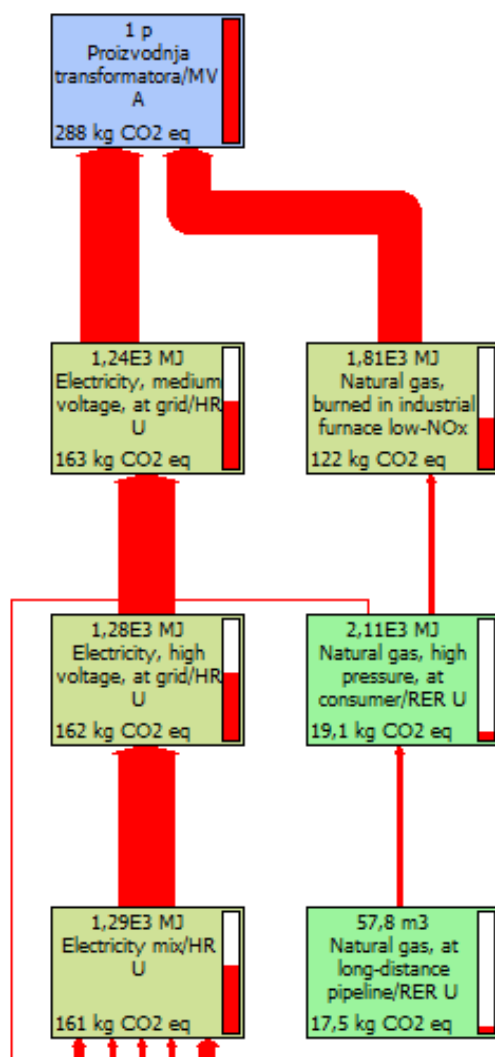 1 p
Proizvodnja
transformatora/MV
A
288 kg CO2 eq
1,24E3 MJ
Electricity, medium
voltage, at grid/HR
U
163 kg CO2 eq
1,81E3 MJ
Natural gas,
burned in industrial
furnace low-NOx
122 kg CO2 eq
1,28E3 MJ
Electricity, high
voltage, at grid/HR
U
162 kg CO2 eq
2,11E3 MJ
Natural gas, high
pressure, at
consumer/RER U
19,1 kg CO2 eq
1,29E3 MJ
Electricity mix/HR
U
161 kg CO2 eq
57,8 m3
Natural gas, at
long-distance
pipeline/RER U
17,5 kg CO2 eq